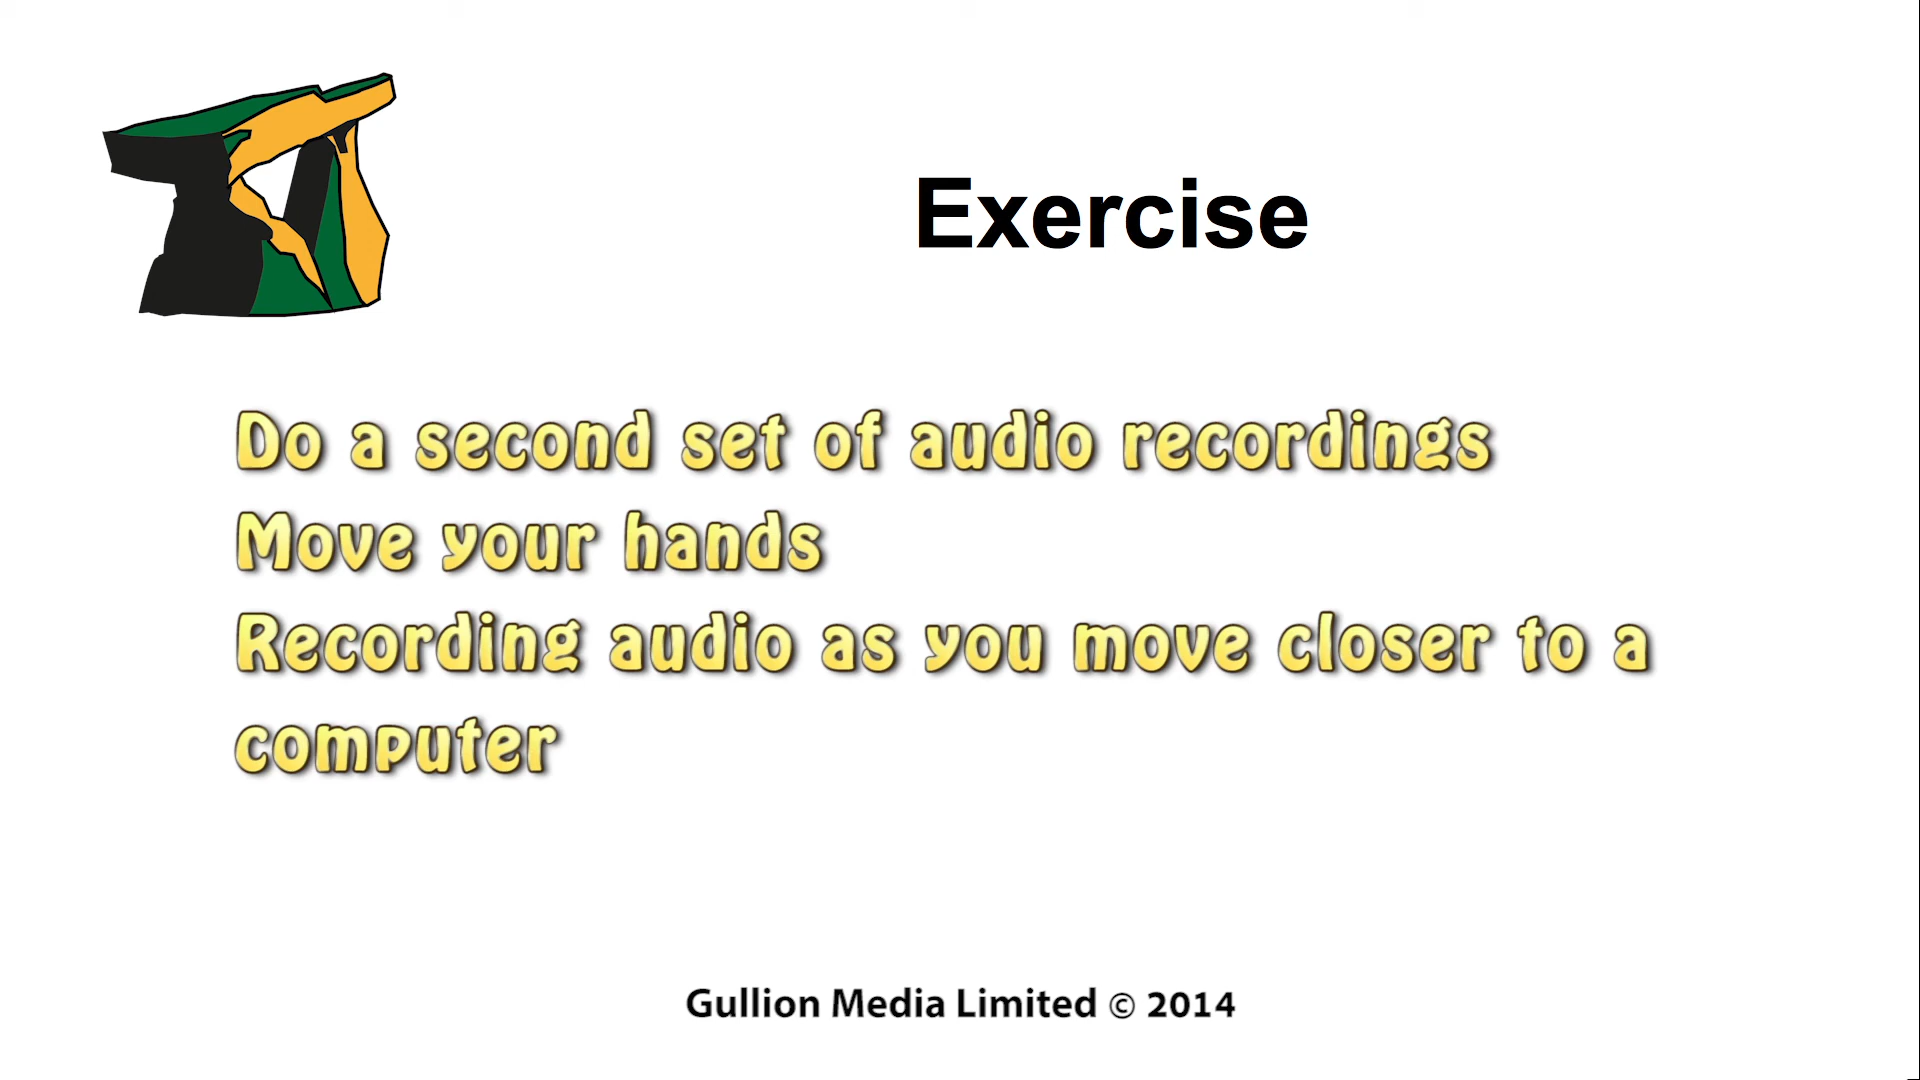 Exercise
Do a second set of audio recordings
Move your hands
Recording audio as you move closer to a
computer
Gullion Media Limited © 2014